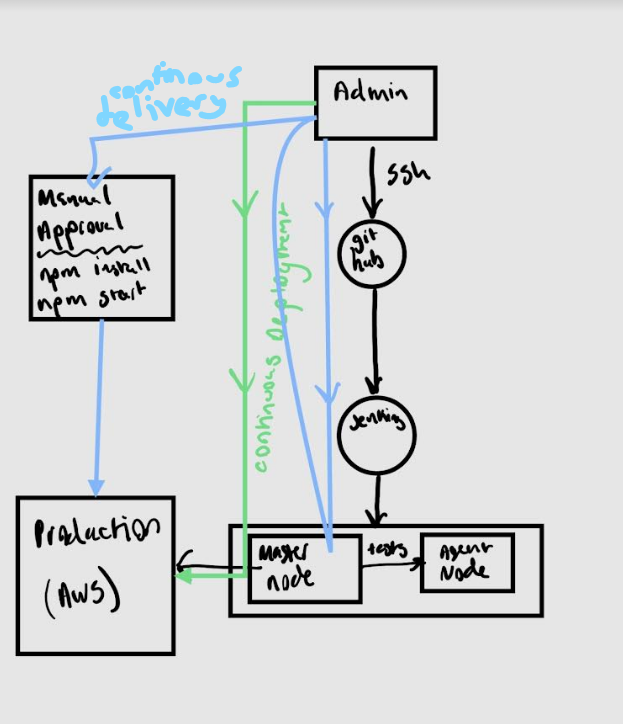 continous
delivery
Admin
ssh
Manual
Approval
npm install
npm start
git
hub
continuous Deployment
Jenkins
Production
(AWS)
Master
node
tests
Agent
Node